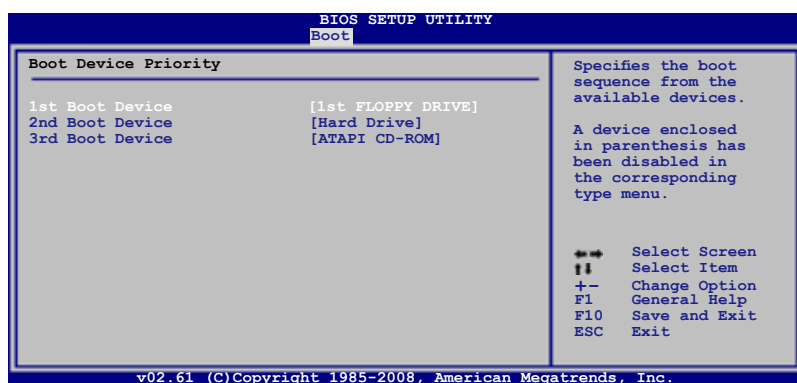 BIOS SETUP UTILITY
Boot
Boot Device Priority
1st Boot Device [1st FLOPPY DRIVE]
2nd Boot Device [Hard Drive]
3rd Boot Device [ATAPI CD-ROM]
Specifies the boot
sequence from the
available devices.
A device enclosed
in parenthesis has
been disabled in
the corresponding
type menu.
←→ Select Screen
↑↓ Select Item
+- Change Option
F1 General Help
F10 Save and Exit
ESC Exit
v02.61 (C)Copyright 1985-2008, American Megatrends, Inc.